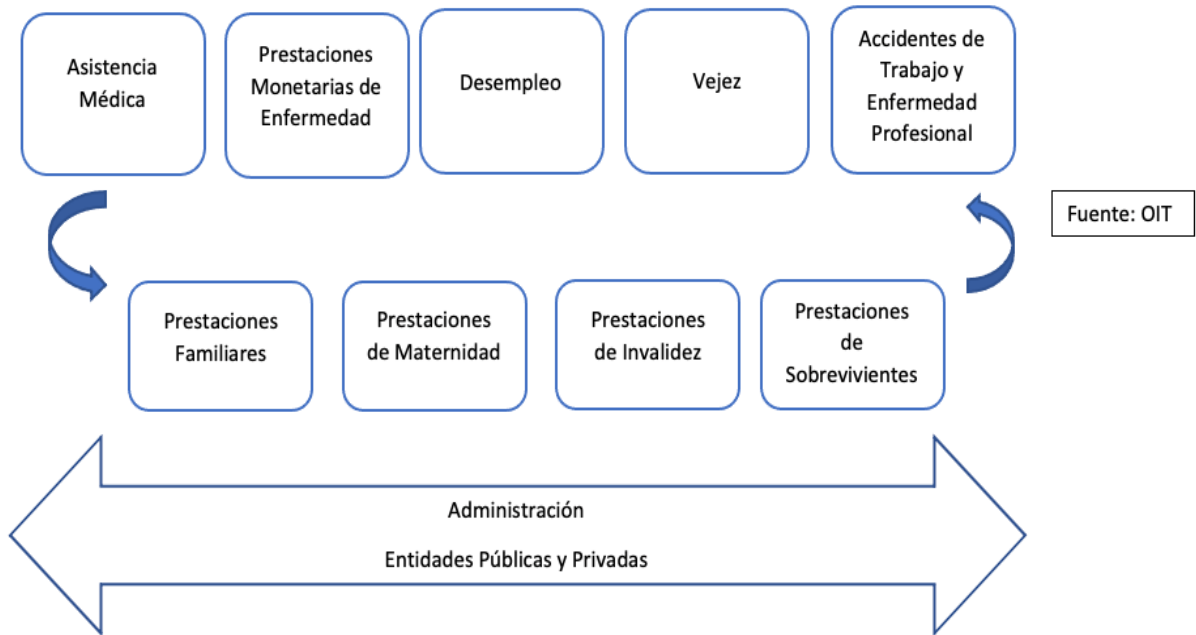 Asistencia
Médica
Prestaciones
Monetarias de
Enfermedad
Desempleo
Vejez
Accidentes de
Trabajo y
Enfermedad
Profesional
Fuente: OIT
Prestaciones
Familiares
Prestaciones
de Maternidad
Prestaciones
de Invalidez
Prestaciones
de
Sobrevivientes
Administración
Entidades Públicas y Privadas